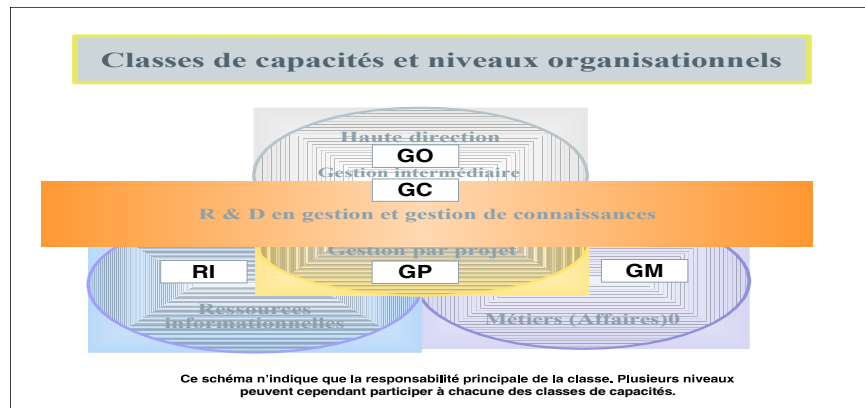 Classes de capacités et niveaux organisationnels
Haute direction
GO
Gestion intermédiaire
GC
R & D en gestion et gestion de connaissances
Gestion par projet
RI
GP
GM
Ressources
informationnelles
Métiers (Affaires)0
Ce schéma n'indique que la responsabilité principale de la classe. Plusieurs niveaux
peuvent cependant participer à chacune des classes de capacités.